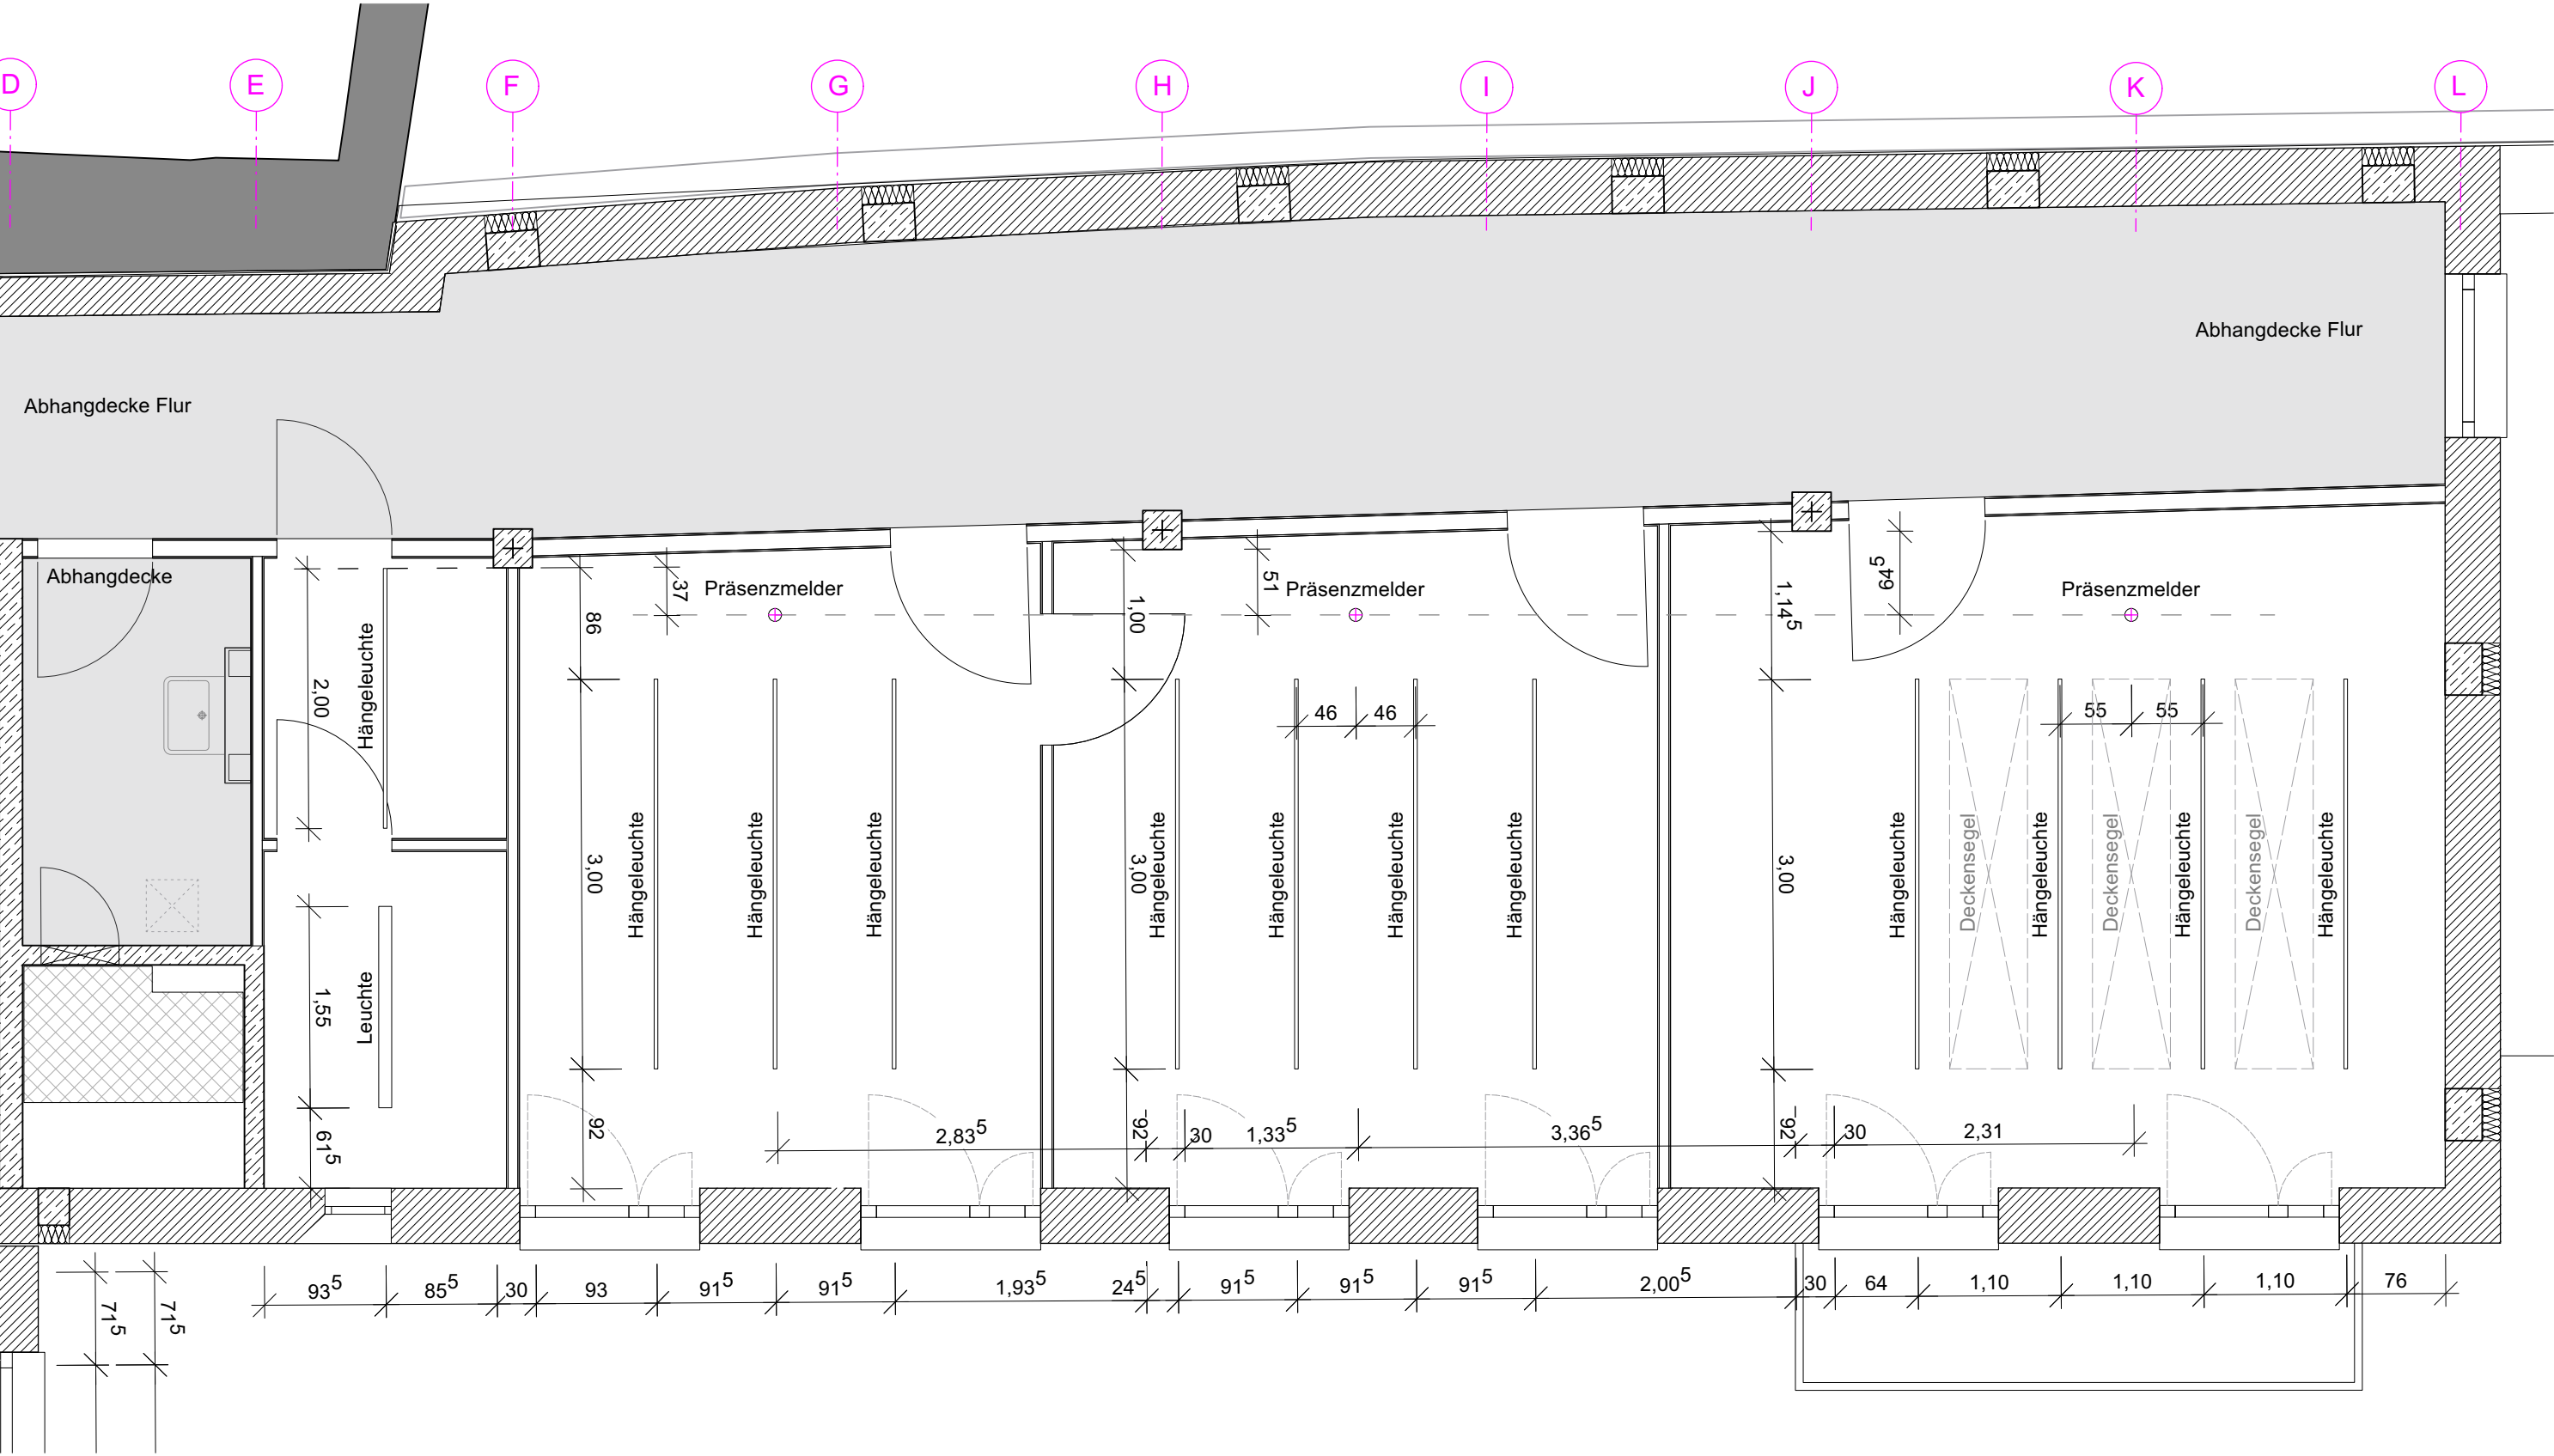 D
E
F
G
H
I
J
K
L
Abhangdecke Flur
Abhangdecke Flur
Abhangdecke
Präsenzmelder
Präsenzmelder
Präsenzmelder
37
86
51
1,00
1,14⁵
64⁵
2,00
Hängeleuchte
46
46
55
55
3,00
Hängeleuchte
Hängeleuchte
Hängeleuchte
3,00
Hängeleuchte
Hängeleuchte
Hängeleuchte
Hängeleuchte
3,00
Hängeleuchte
Deckensegel
Hängeleuchte
Deckensegel
Hängeleuchte
Deckensegel
Hängeleuchte
1,55
Leuchte
61⁵
92
2,83⁵
92
30
1,33⁵
3,36⁵
92
30
2,31
93⁵
85⁵
30
93
91⁵
91⁵
1,93⁵
24⁵
91⁵
91⁵
91⁵
2,00⁵
30
64
1,10
1,10
1,10
76
71⁵
71⁵